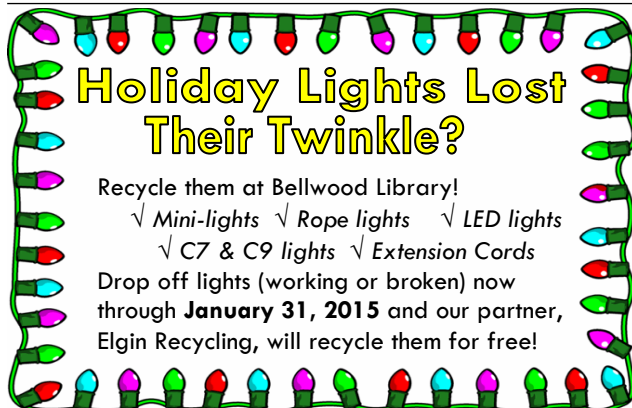 Holiday Lights Lost
Their Twinkle?
Recycle them at Bellwood Library!
√ Mini-lights √ Rope lights √ LED lights
√ C7 & C9 lights √ Extension Cords
Drop off lights (working or broken) now
through January 31, 2015 and our partner,
Elgin Recycling, will recycle them for free!